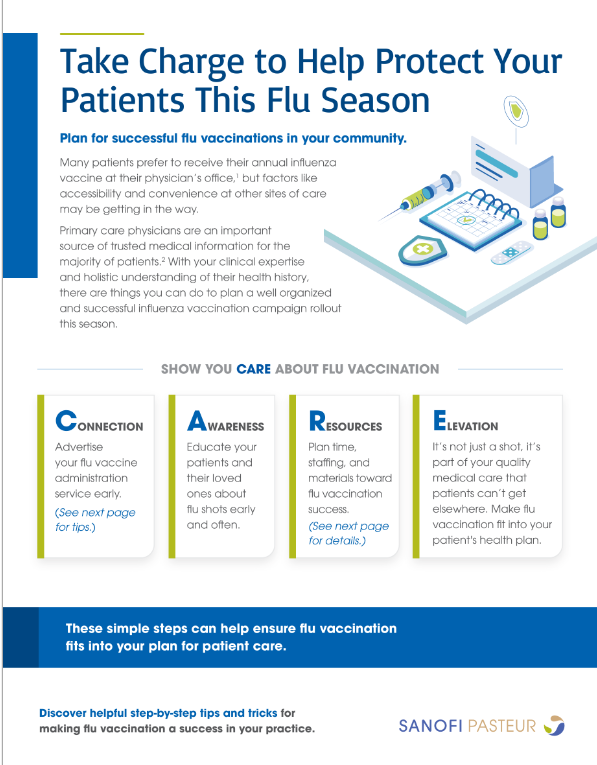 Take Charge to Help Protect Your
Patients This Flu Season
Plan for successful flu vaccinations in your community.
Many patients prefer to receive their annual influenza
vaccine at their physician's office,¹ but factors like
accessibility and convenience at other sites of care
may be getting in the way.
Primary care physicians are an important
source of trusted medical information for the
majority of patients.² With your clinical expertise
and holistic understanding of their health history,
there are things you can do to plan a well organized
and successful influenza vaccination campaign rollout
this season.
SHOW YOU CARE ABOUT FLU VACCINATION
CONNECTION
Advertise
your flu vaccine
administration
service early.
(See next page
for tips.)
AWARENESS
Educate your
patients and
their loved
ones about
flu shots early
and often.
RESOURCES
Plan time,
staffing, and
materials toward
flu vaccination
success.
(See next page
for details.)
ELEVATION
It's not just a shot, it's
part of your quality
medical care that
patients can't get
elsewhere. Make flu
vaccination fit into your
patient's health plan.
These simple steps can help ensure flu vaccination
fits into your plan for patient care.
Discover helpful step-by-step tips and tricks for
making flu vaccination a success in your practice.
SANOFI PASTEUR